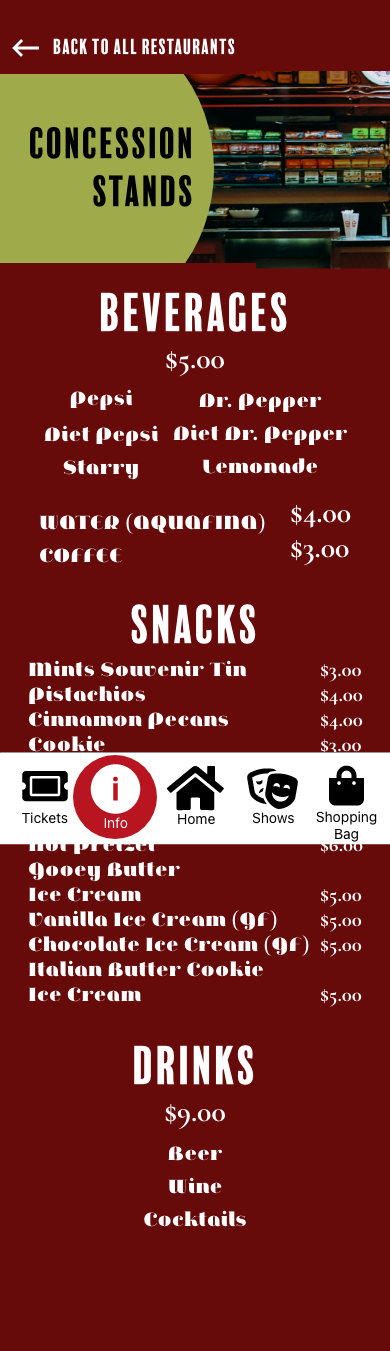 BACK TO ALL RESTAURANTS
CONCESSION
STANDS
BEVERAGES
$5.00
Pepsi Dr. Pepper
Diet Pepsi Diet Dr. Pepper
Starry Lemonade
WATER (AQUAFINA) $4.00
COFFEE $3.00
SNACKS
Mints Souvenir Tin $3.00
Pistachios $4.00
Cinnamon Pecans $4.00
Cookie $3.00
Tickets Info Home Shows Shopping
Bag
Hot Pretzel $6.00
Gooey Butter
Ice Cream $5.00
Vanilla Ice Cream (gf) $5.00
Chocolate Ice Cream (gf) $5.00
Italian Butter Cookie
Ice Cream $5.00
DRINKS
$9.00
Beer
Wine
Cocktails